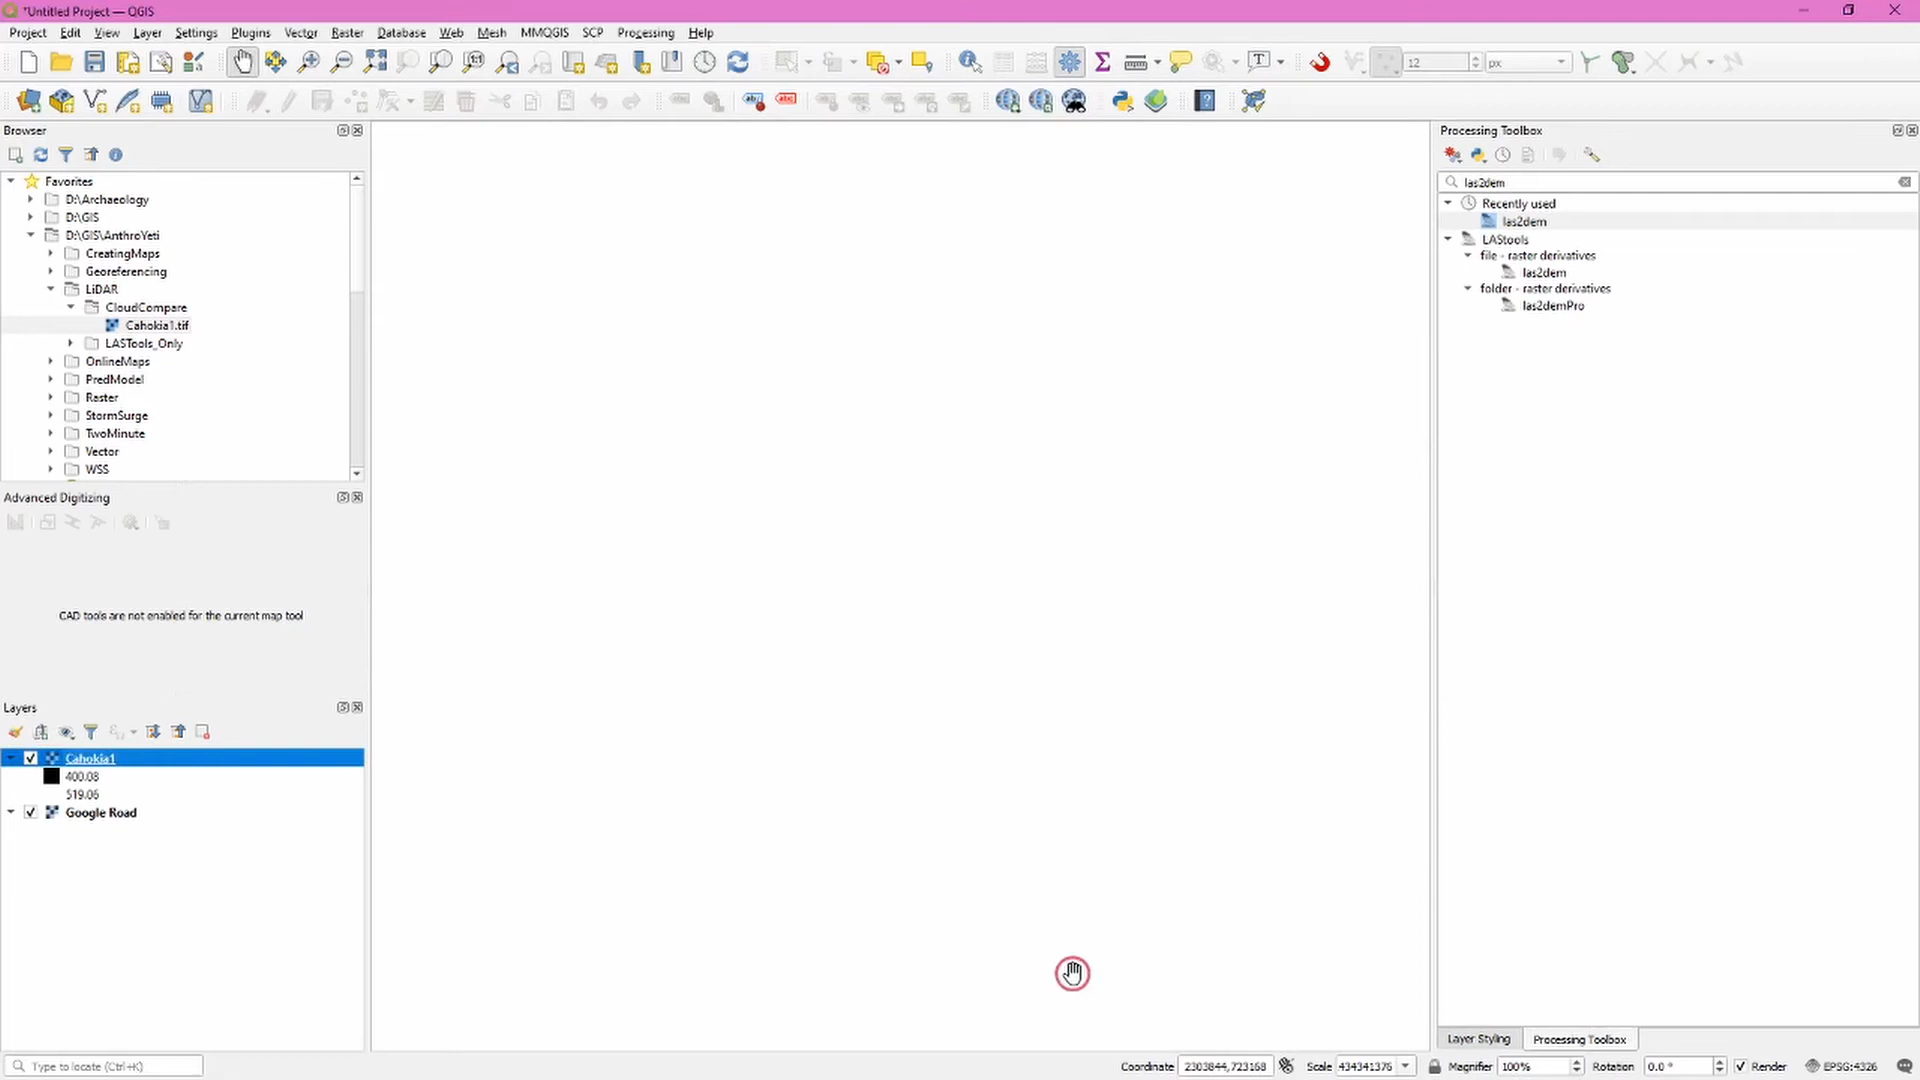 *Untitled Project — QGIS
Project Edit View Layer Settings Plugins Vector Raster Database Web Mesh MMQGIS SCP Processing Help
12 px
abc abc
Browser
Favorites
D:\Archaeology
D:\GIS
D:\GIS\AnthroYeti
CreatingMaps
Georeferencing
LiDAR
CloudCompare
Cahokia1.tif
LASTools_Only
OnlineMaps
PredModel
Raster
StormSurge
TwoMinute
Vector
WSS
Advanced Digitizing
CAD tools are not enabled for the current map tool
Layers
Cahokia1
400.08
519.06
Google Road
Processing Toolbox
las2dem
Recently used
las2dem
LAStools
file - raster derivatives
las2dem
folder - raster derivatives
las2demPro
Layer Styling Processing Toolbox
Type to locate (Ctrl+K)
Coordinate 2303844,723168 Scale 434341376 Magnifier 100% Rotation 0.0 ° Render EPSG:4326